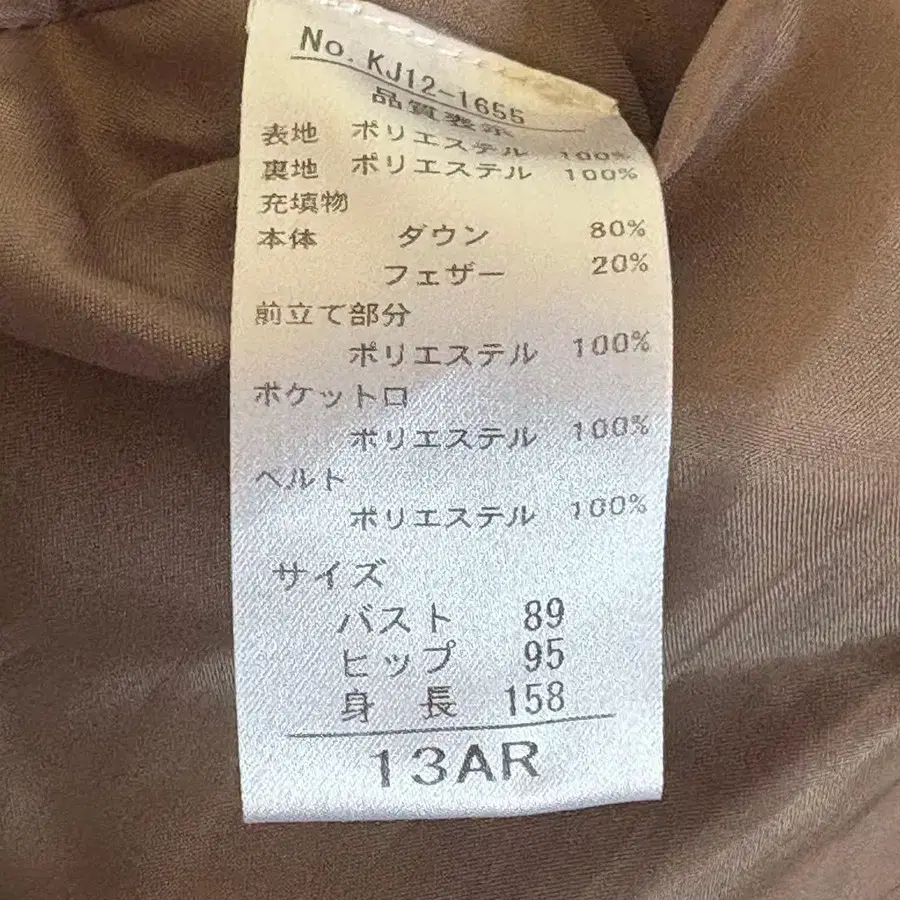 No. KJ12-1655
品質表示
表地 ポリエステル 100%
裏地 ポリエステル 100%
充填物
本体 ダウン 80%
フェザー 20%
前立て部分
ポリエステル 100%
ポケット口
ポリエステル 100%
ベルト
ポリエステル 100%
サイズ
バスト 89
ヒップ 95
身 長 158
13AR